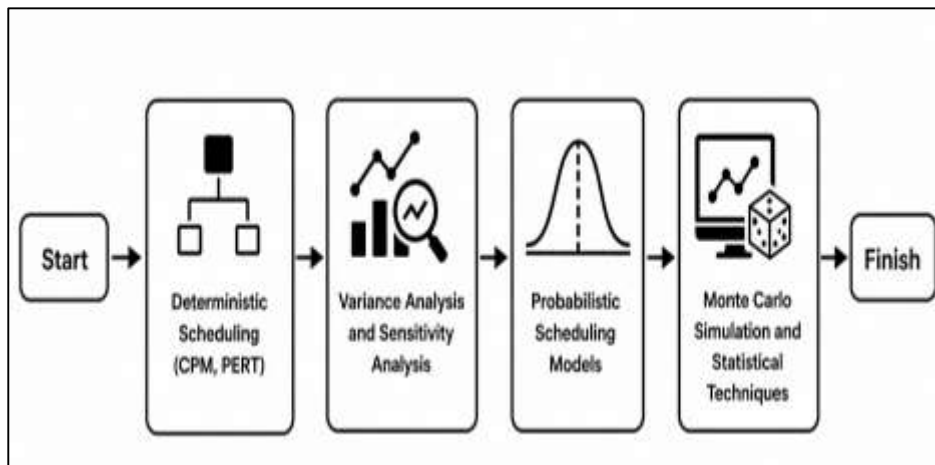 Start
Deterministic
Scheduling
(CPM, PERT)
Variance Analysis
and Sensitivity
Analysis
Probabilistic
Scheduling
Models
Monte Carlo
Simulation and
Statistical
Techniques
Finish